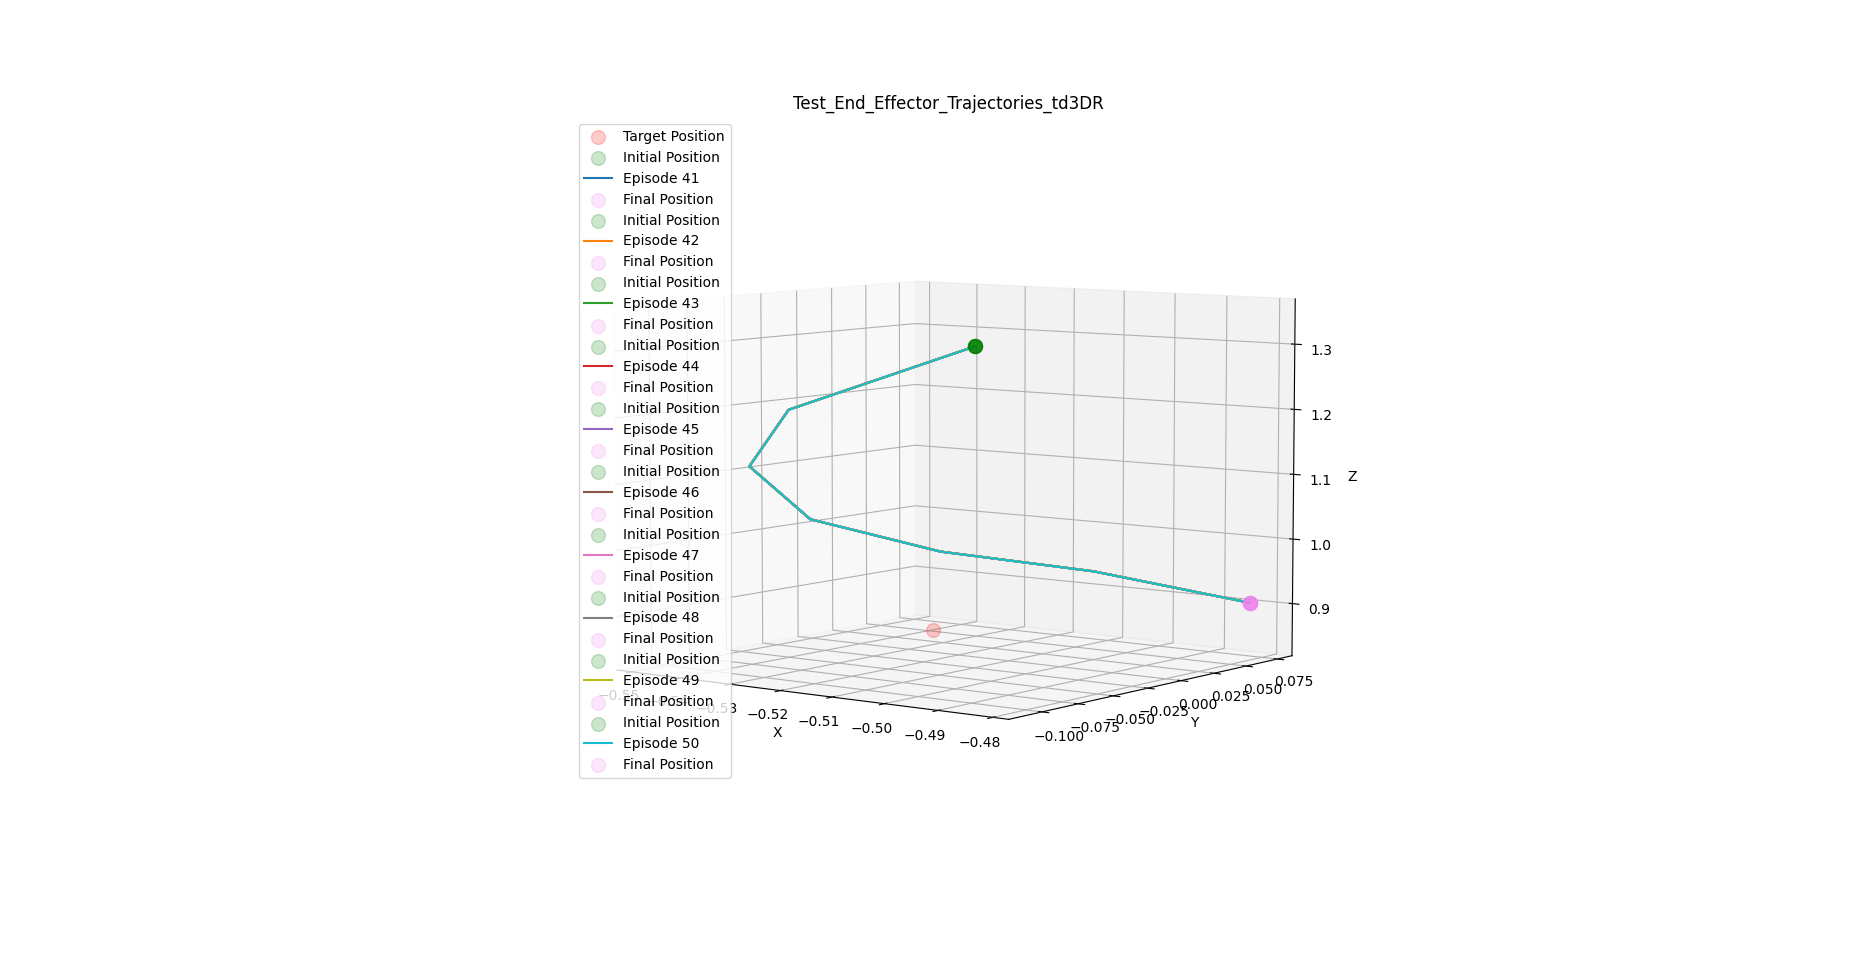 Test_End_Effector_Trajectories_td3DR
Target Position
Initial Position
Episode 41
Final Position
Initial Position
Episode 42
Final Position
Initial Position
Episode 43
Final Position
Initial Position
Episode 44
Final Position
Initial Position
Episode 45
Final Position
Initial Position
Episode 46
Final Position
Initial Position
Episode 47
Final Position
Initial Position
Episode 48
Final Position
Initial Position
Episode 49
Final Position
Initial Position
Episode 50
Final Position
1.3
1.2
1.1
Z
1.0
0.9
−0.55
−0.53
−0.52
−0.51
−0.50
−0.49
−0.48
X
−0.100
−0.075
−0.050
−0.025
0.000
0.025
0.050
0.075
Y